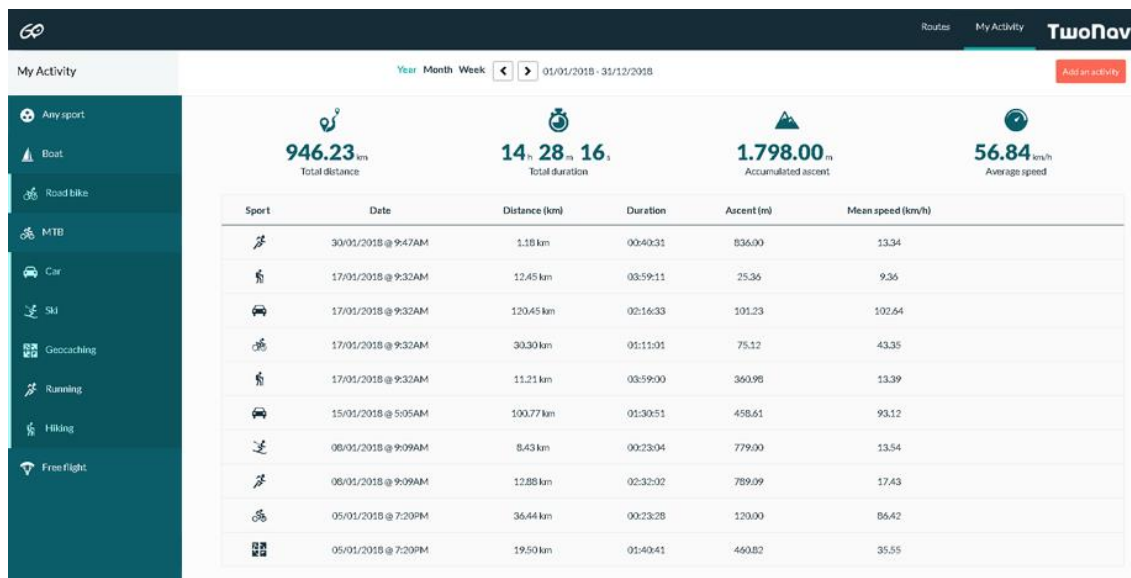 GO Routes My Activity TwoNav
My Activity Year Month Week 01/01/2018 - 31/12/2018 Add an activity
Any sport
Boat
Road bike
MTB
Car
Ski
Geocaching
Running
Hiking
Free flight
946.23 km 14 h 28 m 16 s 1.798.00 m 56.84 km/h
Total distance Total duration Accumulated ascent Average speed
Sport Date Distance (km) Duration Ascent (m) Mean speed (km/h)
30/01/2018 @ 9:47AM 1.18 km 00:40:31 836.00 13.34
17/01/2018 @ 9:32AM 12.45 km 03:59:11 25.36 9.36
17/01/2018 @ 9:32AM 120.45 km 02:16:33 101.23 102.64
17/01/2018 @ 9:32AM 30.30 km 01:11:01 75.12 43.35
17/01/2018 @ 9:32AM 11.21 km 03:59:00 360.98 13.39
15/01/2018 @ 5:05AM 100.77 km 01:30:51 458.61 93.12
08/01/2018 @ 9:09AM 8.43 km 00:23:04 779.00 13.54
08/01/2018 @ 9:09AM 12.88 km 02:32:02 789.09 17.43
05/01/2018 @ 7:20PM 36.44 km 00:23:28 120.00 86.42
05/01/2018 @ 7:20PM 19.50 km 01:40:41 460.82 35.55